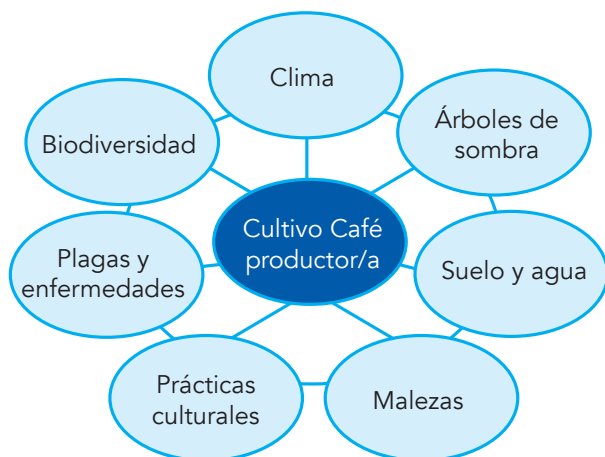 Clima
Árboles de
sombra
Biodiversidad
Cultivo Café
productor/a
Suelo y agua
Plagas y
enfermedades
Prácticas
culturales
Malezas